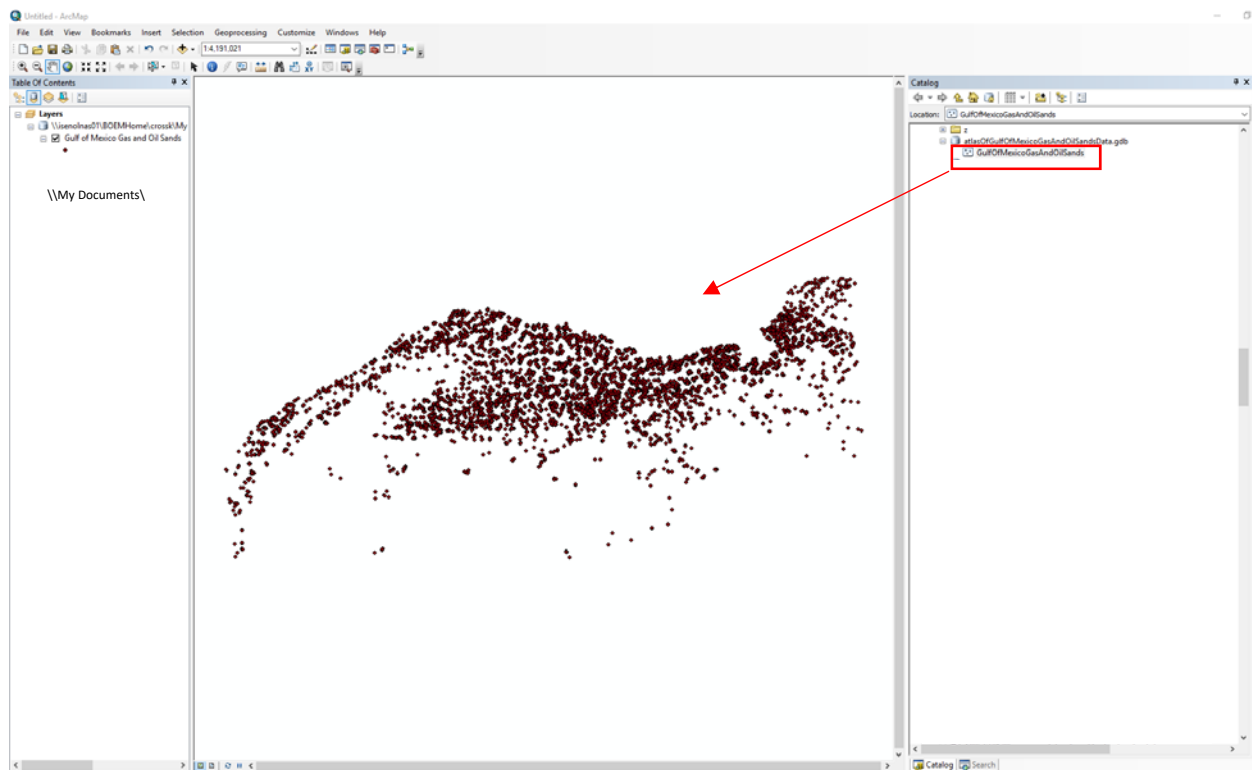 Untitled - ArcMap
File Edit View Bookmarks Insert Selection Geoprocessing Customize Windows Help
1:4,191,021
Table Of Contents
Layers
\\isenolnas01\BOEMHome\crossk\My
Gulf of Mexico Gas and Oil Sands
\\My Documents\
Catalog
Location: GulfOfMexicoGasAndOilSands
z
atlasOfGulfOfMexicoGasAndOilSandsData.gdb
GulfOfMexicoGasAndOilSands
Catalog Search